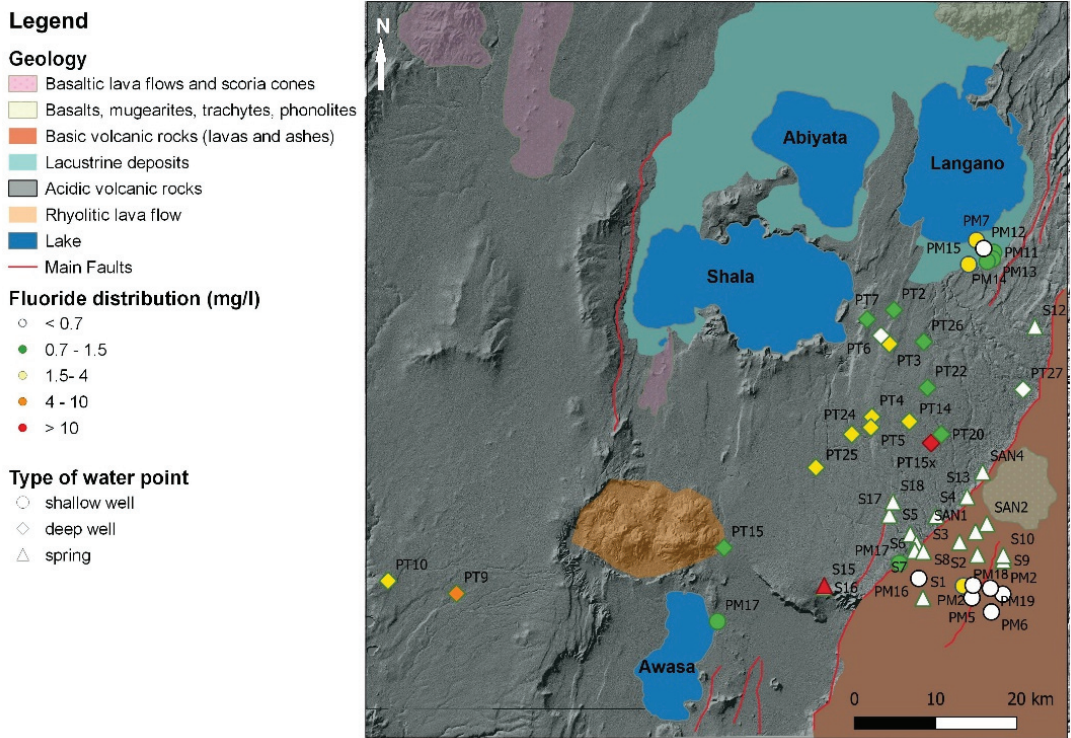 Legend
Geology
Basaltic lava flows and scoria cones
Basalts, mugearites, trachytes, phonolites
Basic volcanic rocks (lavas and ashes)
Lacustrine deposits
Acidic volcanic rocks
Rhyolitic lava flow
Lake
Main Faults
Fluoride distribution (mg/l)
< 0.7
0.7 - 1.5
1.5- 4
4 - 10
> 10
Type of water point
shallow well
deep well
spring
N
Abiyata
Langano
Shala
Awasa
PM7
PM12
PM15
PM11
PM14
PM13
PT7
PT2
S12
PT6
PT3
PT26
PT22
PT27
PT24
PT4
PT14
PT25
PT5
PT20
PT15x
SAN4
S13
S18
S17
S4
S5
SAN1
SAN2
S6
S3
S10
PM17
S7
S8
S2
S9
PT15
PT10
PT9
S15
S16
S1
PM18
PM2
PM16
PM2
PM19
PM5
PM6
PM17
0 10 20 km